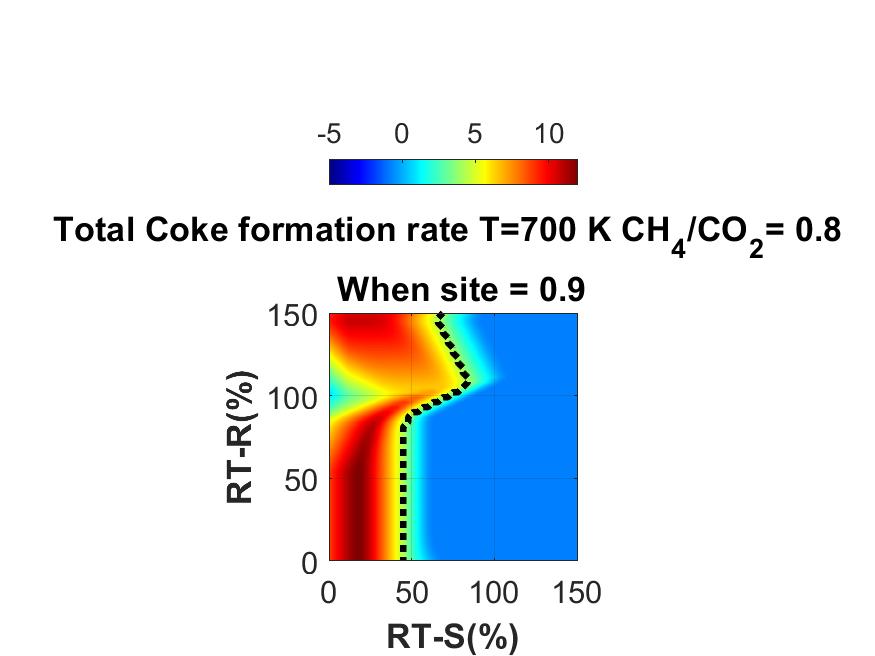 -5 0 5 10
Total Coke formation rate T=700 K CH4/CO2= 0.8
When site = 0.9
150
100
50
0
RT-R(%)
0 50 100 150
RT-S(%)